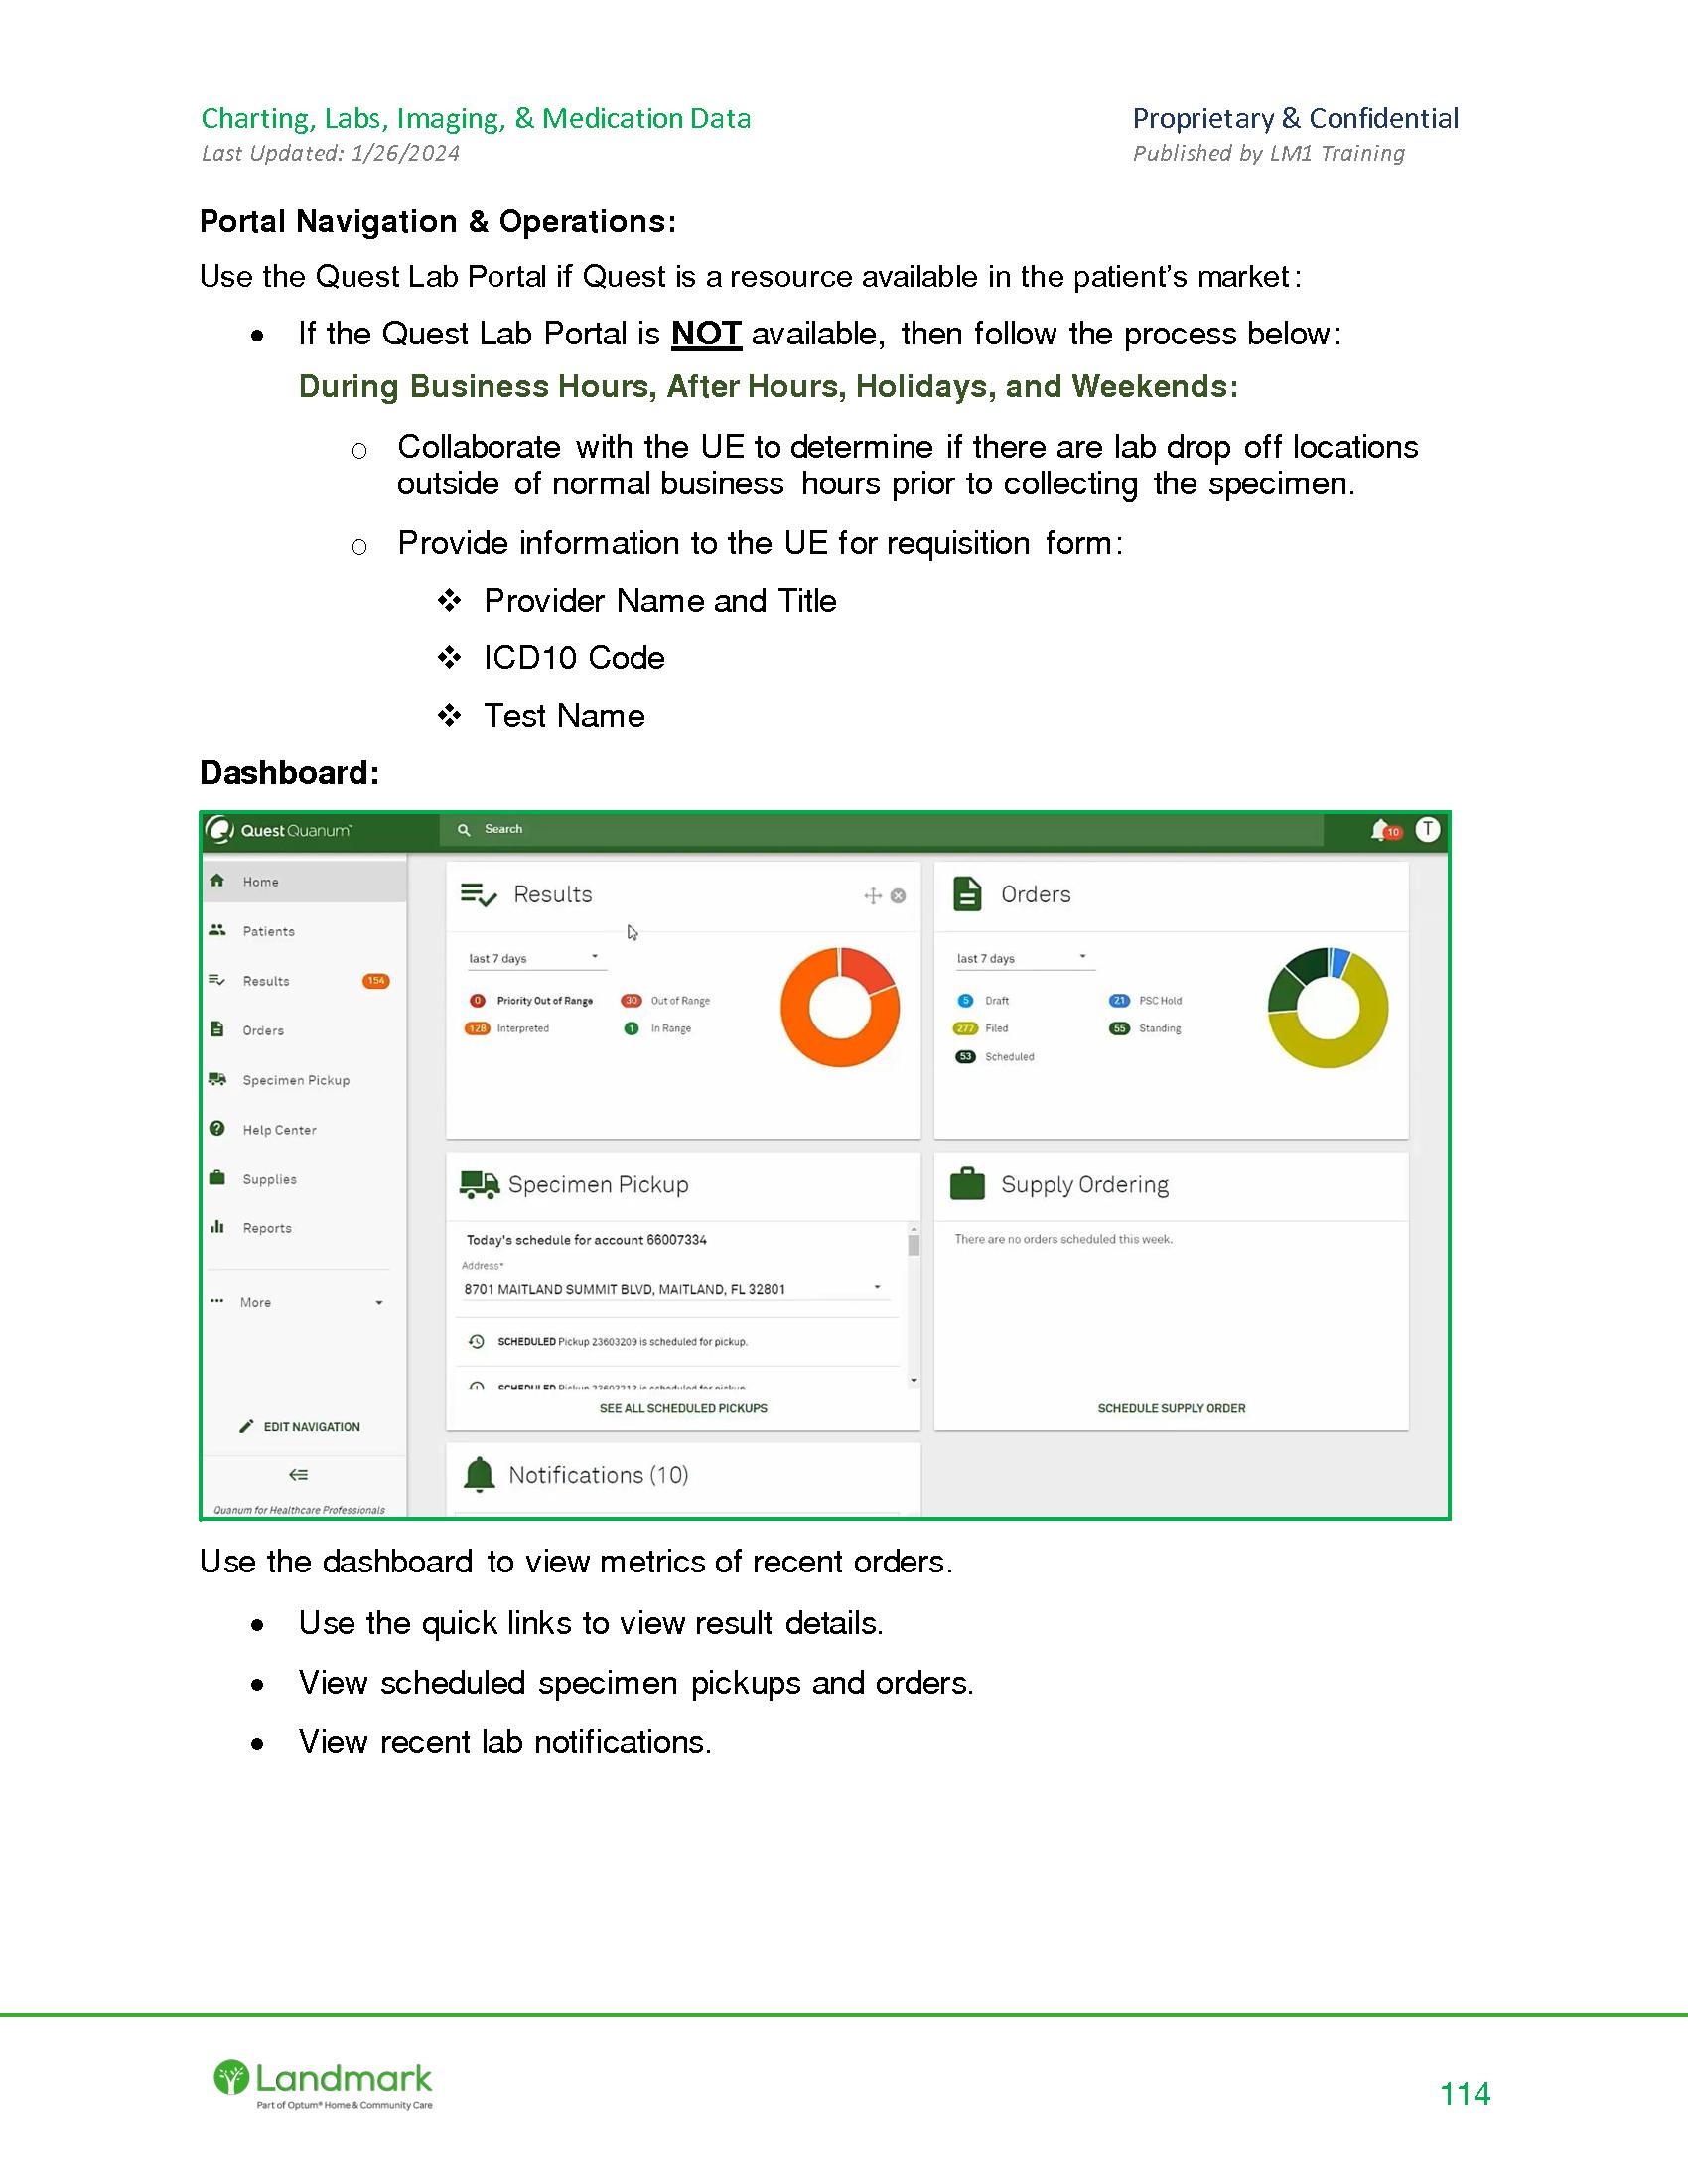 Charting, Labs, Imaging, & Medication Data
Proprietary & Confidential
Last Updated: 1/26/2024
Published by LM1 Training
Portal Navigation & Operations:
Use the Quest Lab Portal if Quest is a resource available in the patient’s market:
• If the Quest Lab Portal is NOT available, then follow the process below:
During Business Hours, After Hours, Holidays, and Weekends:
o Collaborate with the UE to determine if there are lab drop off locations
outside of normal business hours prior to collecting the specimen.
o Provide information to the UE for requisition form:
❖ Provider Name and Title
❖ ICD10 Code
❖ Test Name
Dashboard:
Quest Quanum™
Search
10
T
Home
Patients
Results 154
Orders
Specimen Pickup
Help Center
Supplies
Reports
More
EDIT NAVIGATION
Quanum for Healthcare Professionals
Results
last 7 days
0 Priority Out of Range
30 Out of Range
128 Interpreted
1 In Range
Orders
last 7 days
5 Draft
21 PSC Hold
277 Filed
55 Standing
53 Scheduled
Specimen Pickup
Today's schedule for account 66007334
Address*
8701 MAITLAND SUMMIT BLVD, MAITLAND, FL 32801
SCHEDULED Pickup 23603209 is scheduled for pickup.
SCHEDULED Pickup 23603213 is scheduled for pickup.
SEE ALL SCHEDULED PICKUPS
Supply Ordering
There are no orders scheduled this week.
SCHEDULE SUPPLY ORDER
Notifications (10)
Use the dashboard to view metrics of recent orders.
• Use the quick links to view result details.
• View scheduled specimen pickups and orders.
• View recent lab notifications.
Landmark
Part of Optum® Home & Community Care
114